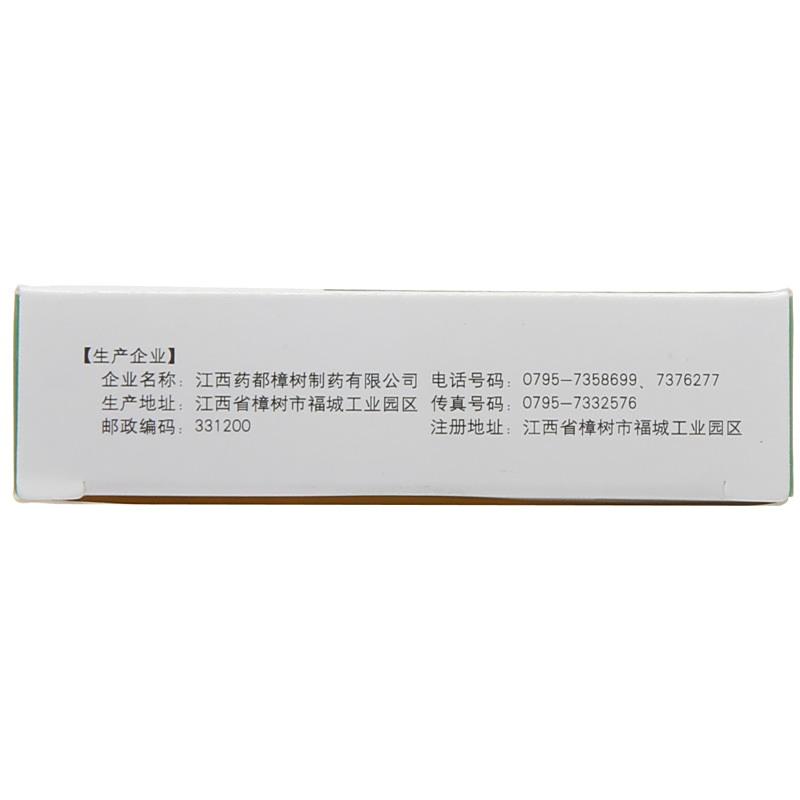 【生产企业】
企业名称：江西药都樟树制药有限公司 电话号码：0795-7358699、7376277
生产地址：江西省樟树市福城工业园区 传真号码：0795-7332576
邮政编码：331200 注册地址：江西省樟树市福城工业园区